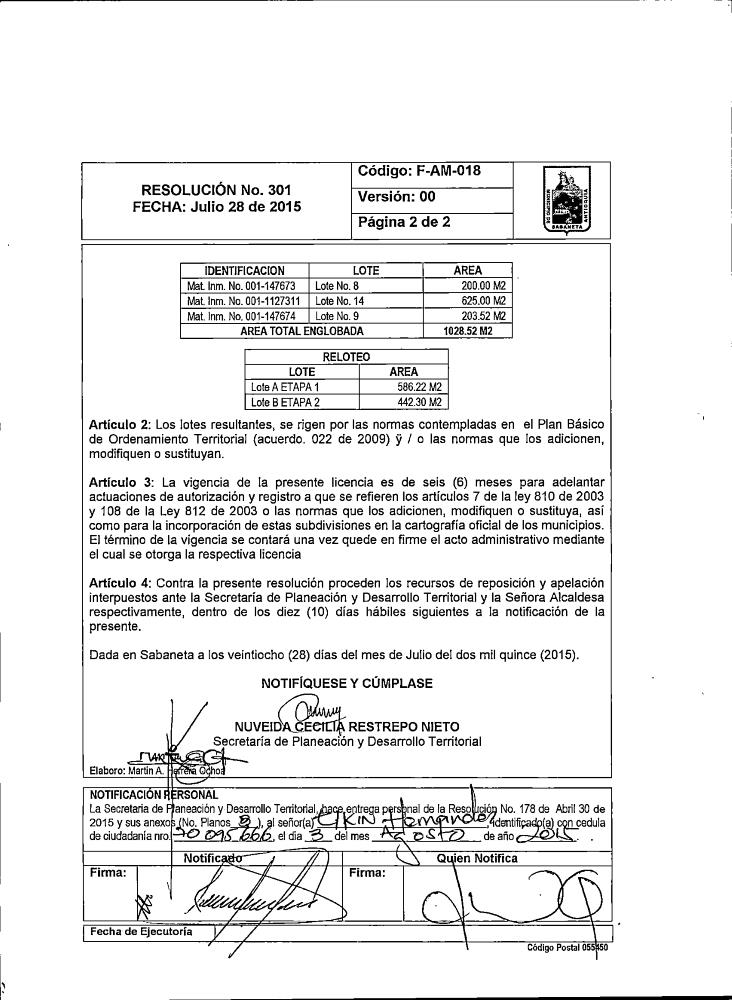 RESOLUCIÓN No. 301
FECHA: Julio 28 de 2015
Código: F-AM-018
Versión: 00
Página 2 de 2
MUNICIPIO DE
ANTIOQUIA
SABANETA
IDENTIFICACION LOTE AREA
Mat. Inm. No. 001-147673 Lote No. 8 200.00 M2
Mat. Inm. No. 001-1127311 Lote No. 14 625.00 M2
Mat. Inm. No. 001-147674 Lote No. 9 203.52 M2
AREA TOTAL ENGLOBADA 1028.52 M2
RELOTEO
LOTE AREA
Lote A ETAPA 1 586.22 M2
Lote B ETAPA 2 442.30 M2
Artículo 2: Los lotes resultantes, se rigen por las normas contempladas en el Plan Básico
de Ordenamiento Territorial (acuerdo. 022 de 2009) ÿ / o las normas que los adicionen,
modifiquen o sustituyan.
Artículo 3: La vigencia de la presente licencia es de seis (6) meses para adelantar
actuaciones de autorización y registro a que se refieren los artículos 7 de la ley 810 de 2003
y 108 de la Ley 812 de 2003 o las normas que los adicionen, modifiquen o sustituya, así
como para la incorporación de estas subdivisiones en la cartografía oficial de los municipios.
El término de la vigencia se contará una vez quede en firme el acto administrativo mediante
el cual se otorga la respectiva licencia
Artículo 4: Contra la presente resolución proceden los recursos de reposición y apelación
interpuestos ante la Secretaría de Planeación y Desarrollo Territorial y la Señora Alcaldesa
respectivamente, dentro de los diez (10) días hábiles siguientes a la notificación de la
presente.
Dada en Sabaneta a los veintiocho (28) días del mes de Julio del dos mil quince (2015).
NOTIFÍQUESE Y CÚMPLASE
NUVEIDA CECILIA RESTREPO NIETO
Secretaría de Planeación y Desarrollo Territorial
Elaboro: Martin A. Herrera Ochoa
NOTIFICACIÓN PERSONAL
La Secretaria de Planeación y Desarrollo Territorial, hace entrega personal de la Resolución No. 178 de Abril 30 de
2015 y sus anexos (No. Planos 8 ), al señor(a) Elkin Hernandez, identificado(a) con cedula
de ciudadanía nro. 70 095 666, el día 3 del mes Agosto de año 2015.
Notificado Quien Notifica
Firma: Firma:
Fecha de Ejecutoría
Código Postal 055450